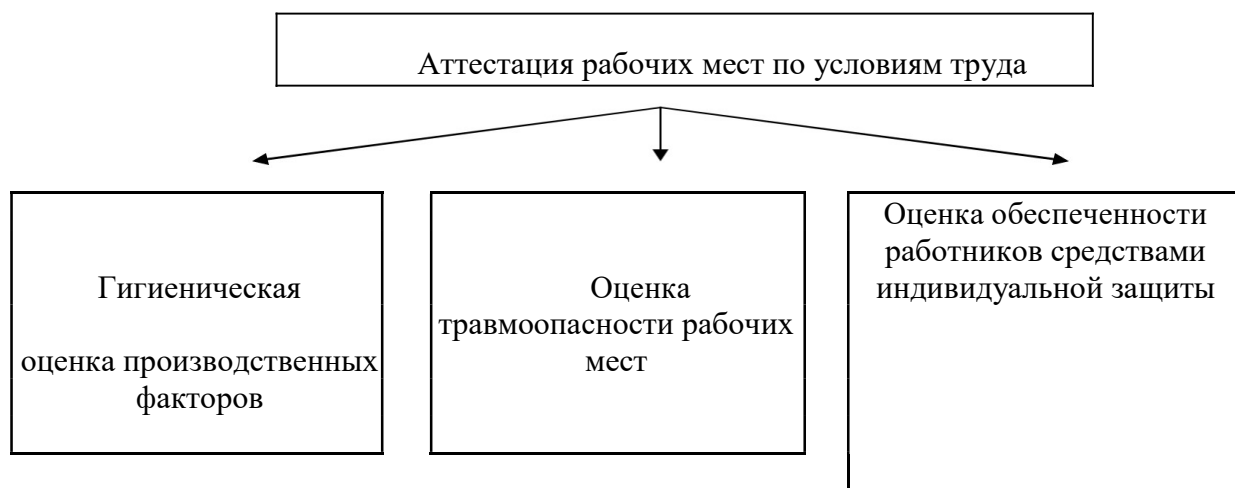 Аттестация рабочих мест по условиям труда
Гигиеническая
оценка производственных
факторов
Оценка
травмоопасности рабочих
мест
Оценка обеспеченности
работников средствами
индивидуальной защиты